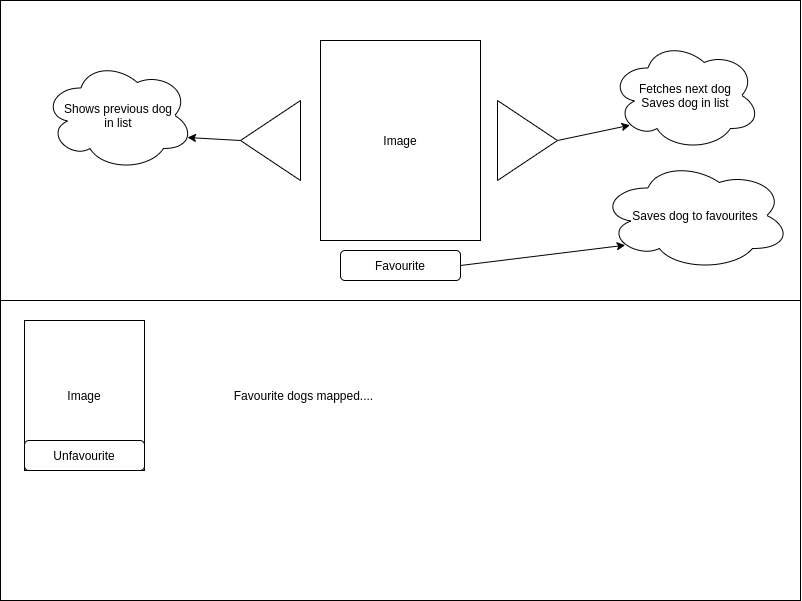 Shows previous dog
in list
Image
Fetches next dog
Saves dog in list
Saves dog to favourites
Favourite
Image
Unfavourite
Favourite dogs mapped....